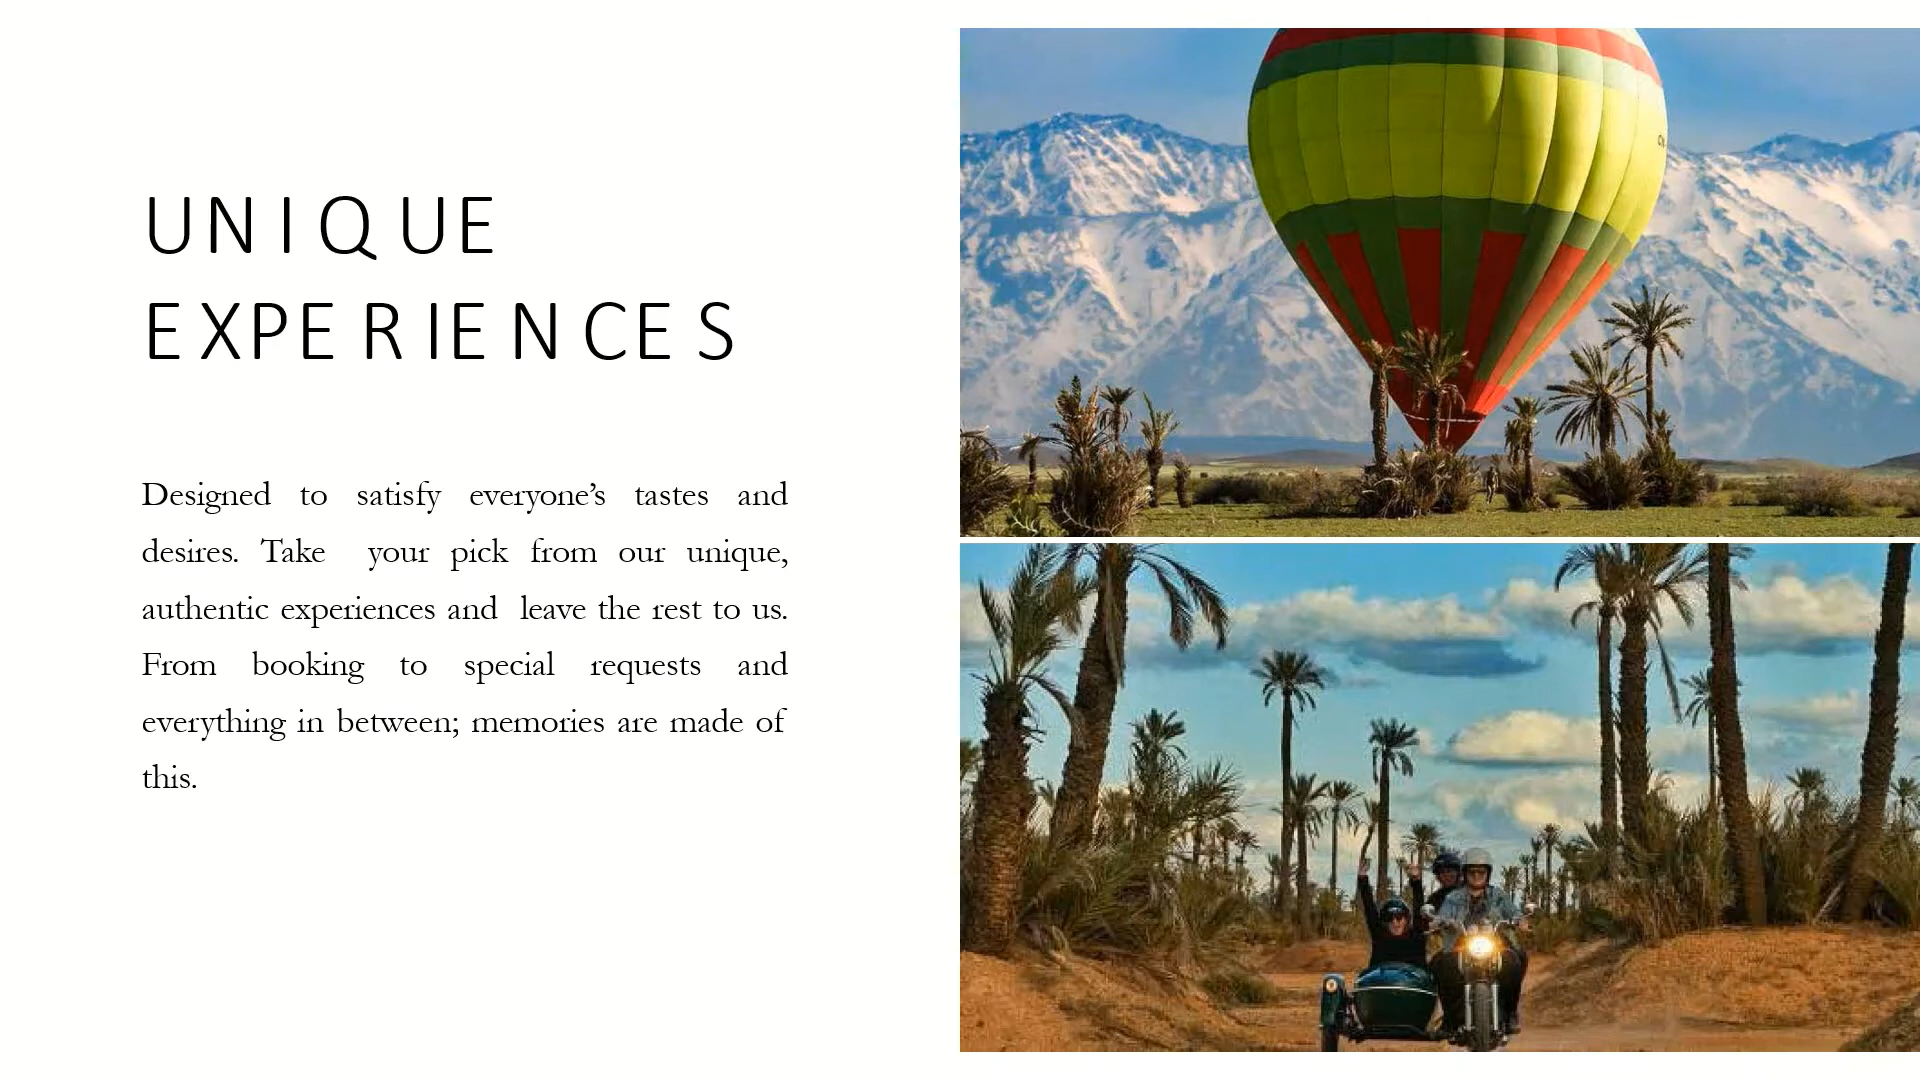 UNIQUE
EXPERIENCES
Designed to satisfy everyone’s tastes and
desires. Take your pick from our unique,
authentic experiences and leave the rest to us.
From booking to special requests and
everything in between; memories are made of
this.